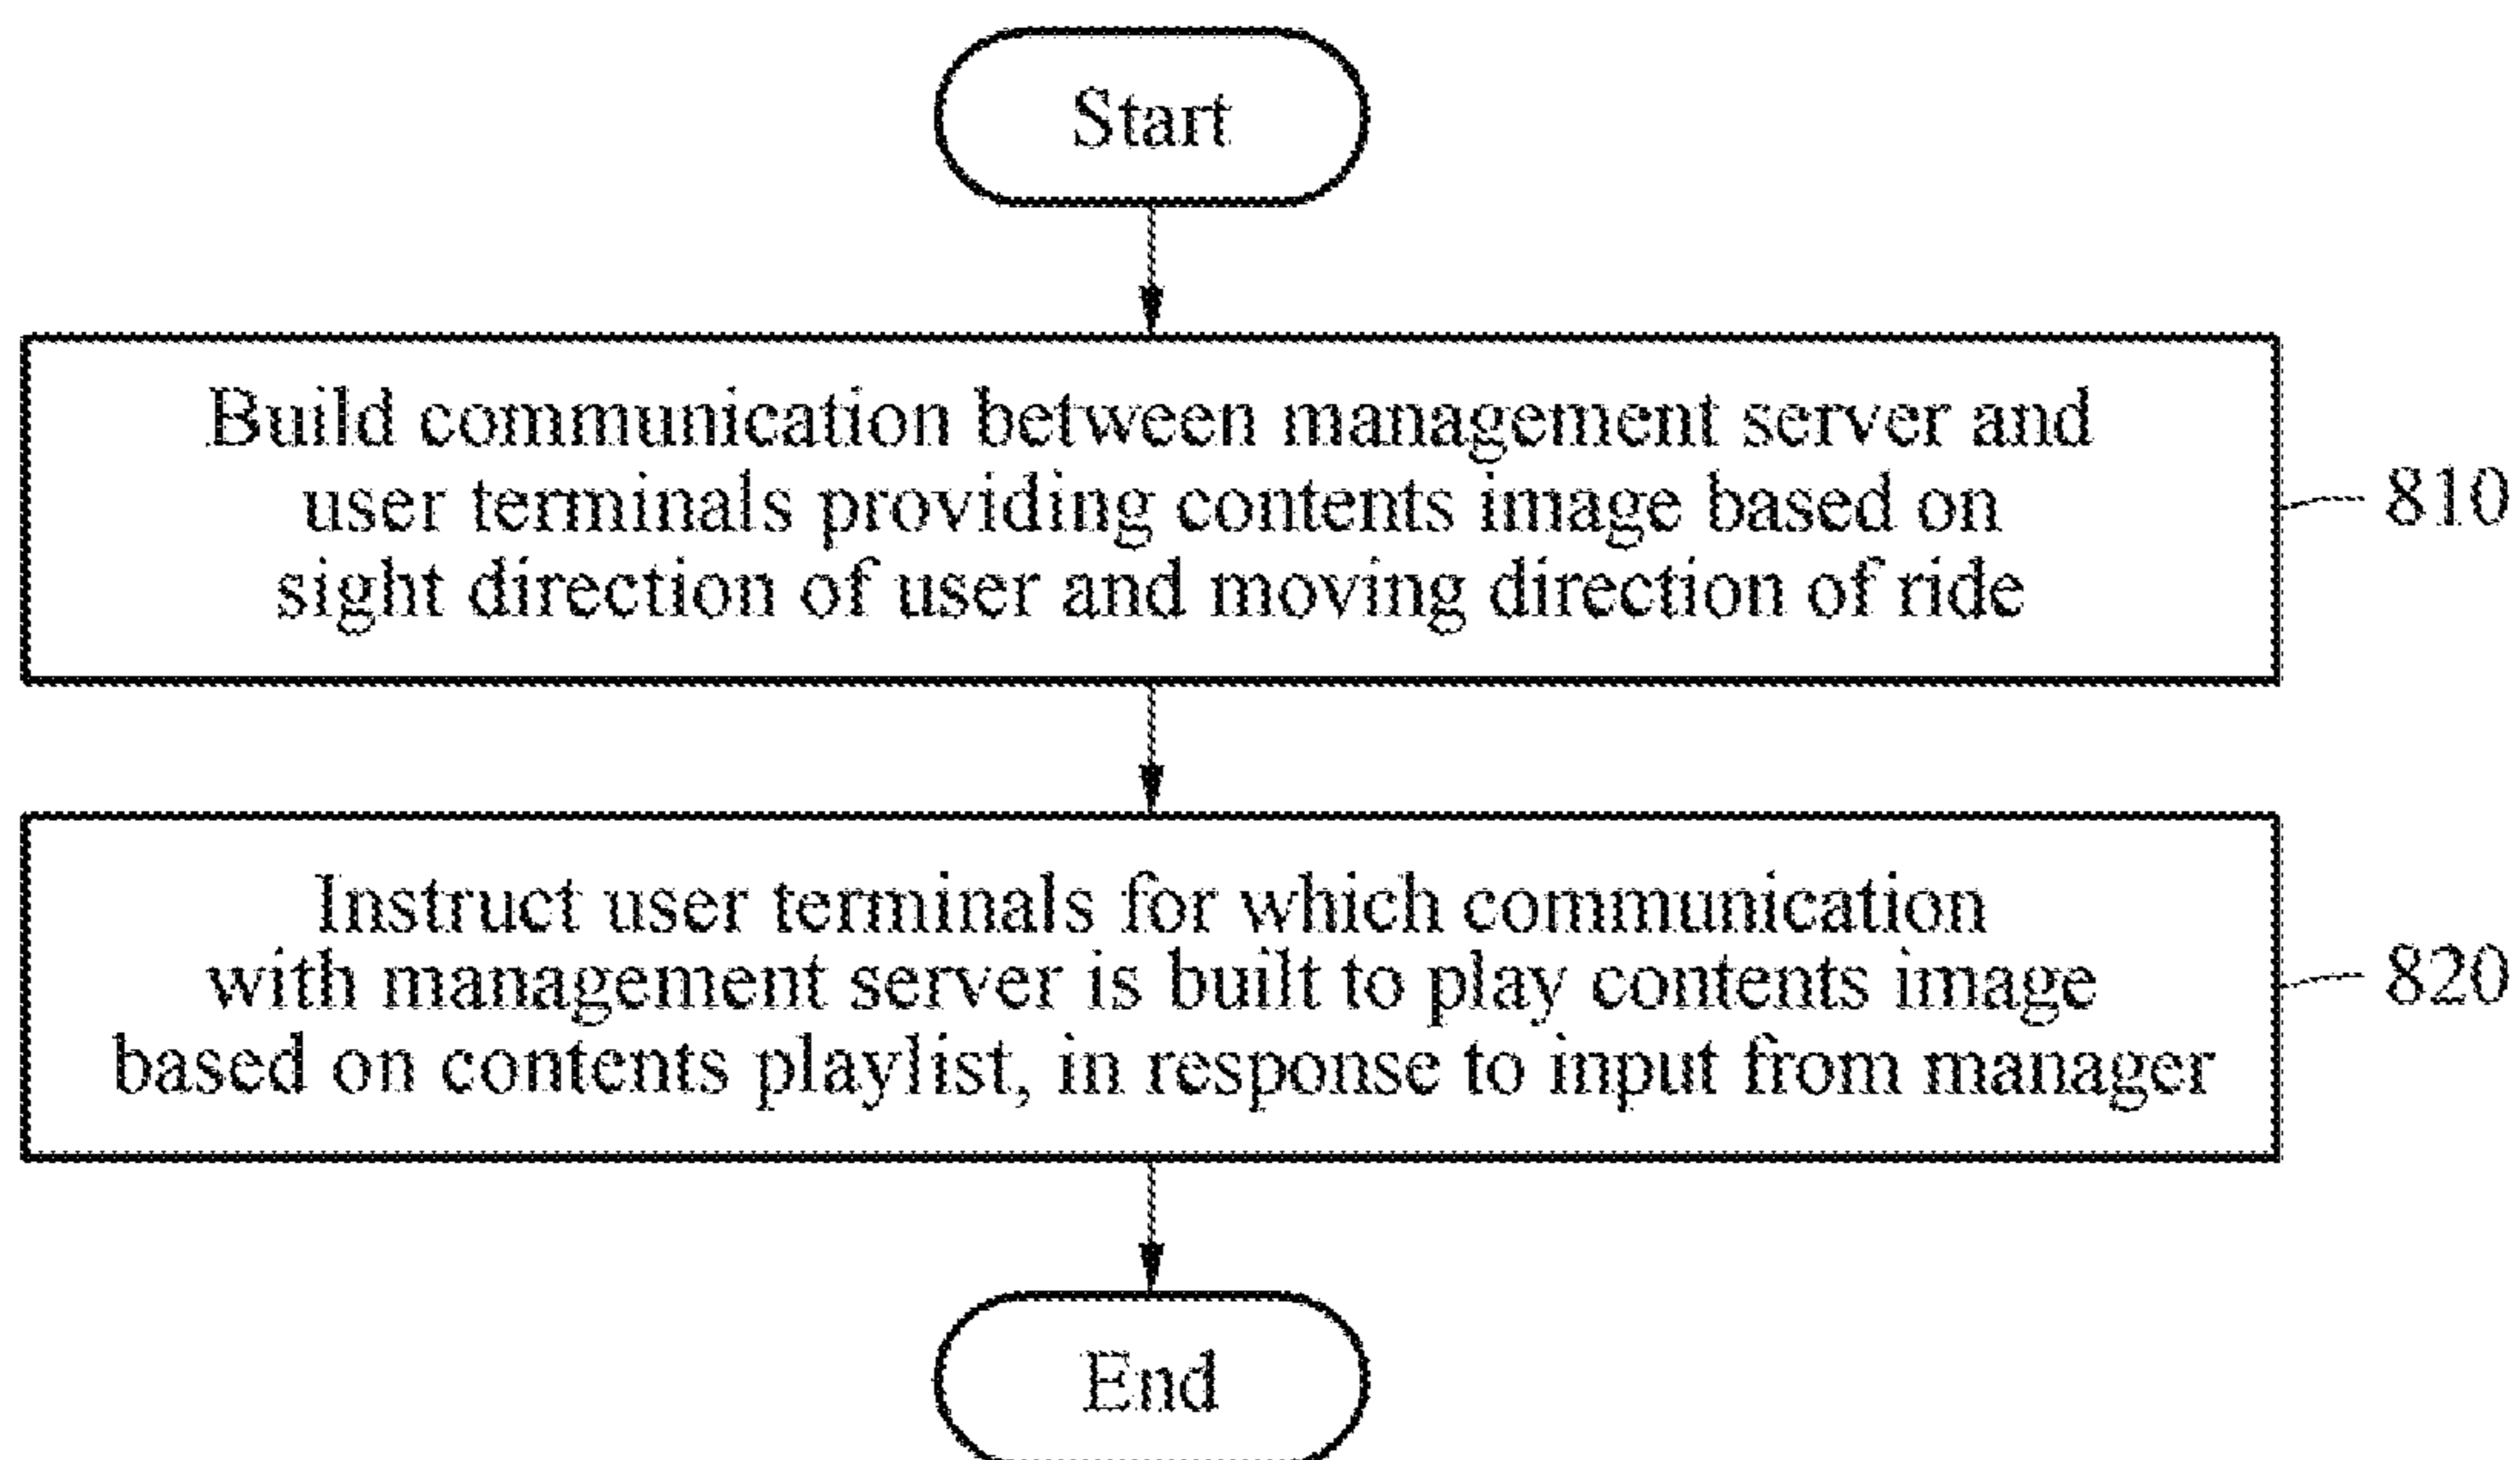 Start
Build communication between management server and
user terminals providing contents image based on
sight direction of user and moving direction of ride
810
Instruct user terminals for which communication
with management server is built to play contents image
based on contents playlist, in response to input from manager
820
End